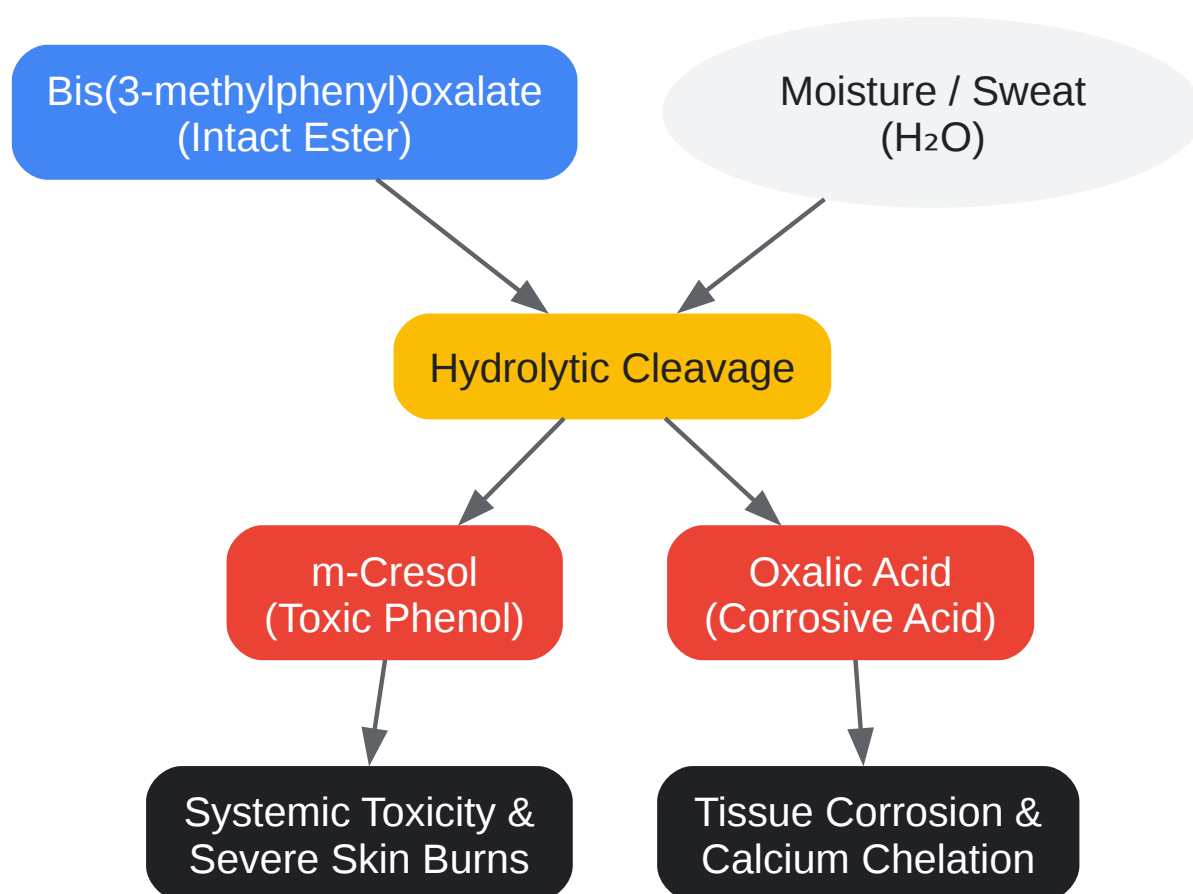 Bis(3-methylphenyl)oxalate
(Intact Ester)
Moisture / Sweat
(H₂O)
Hydrolytic Cleavage
m-Cresol
(Toxic Phenol)
Oxalic Acid
(Corrosive Acid)
Systemic Toxicity &
Severe Skin Burns
Tissue Corrosion &
Calcium Chelation